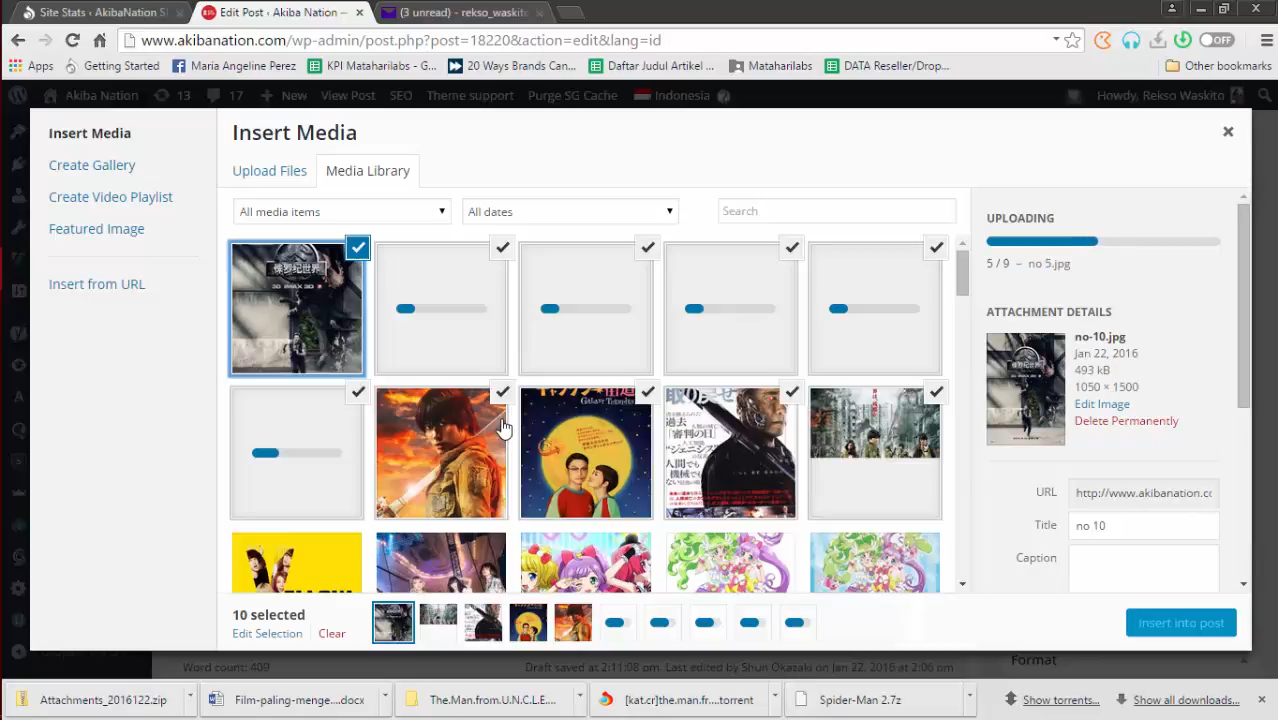 Site Stats ‹ AkibaNation S
Edit Post ‹ Akiba Nation —
(3 unread) - rekso_waskito
www.akibanation.com/wp-admin/post.php?post=18220&action=edit&lang=id
OFF
Apps
Getting Started
Maria Angeline Perez
KPI Mataharilabs - G...
20 Ways Brands Can...
Daftar Judul Artikel ...
Mataharilabs
DATA Reseller/Drop...
Other bookmarks
Akiba Nation
13
17
New
View Post
SEO
Theme support
Purge SG Cache
Indonesia
Howdy, Rekso Waskito
Insert Media
Create Gallery
Create Video Playlist
Featured Image
Insert from URL
Insert Media
Upload Files
Media Library
All media items
All dates
Search
侏罗纪世界
UPLOADING
5 / 9 – no 5.jpg
ATTACHMENT DETAILS
no-10.jpg
Jan 22, 2016
493 kB
1050 × 1500
Edit Image
Delete Permanently
URL
http://www.akibanation.co
Title
no 10
Caption
10 selected
Edit Selection
Clear
Insert into post
Word count: 409
Draft saved at 2:11:08 pm. Last edited by Shun Okazaki on Jan 22, 2016 at 2:06 pm
Format
Attachments_2016122.zip
Film-paling-menge....docx
The.Man.from.U.N.C.L.E....
[kat.cr]the.man.fr....torrent
Spider-Man 2.7z
Show torrents...
Show all downloads...